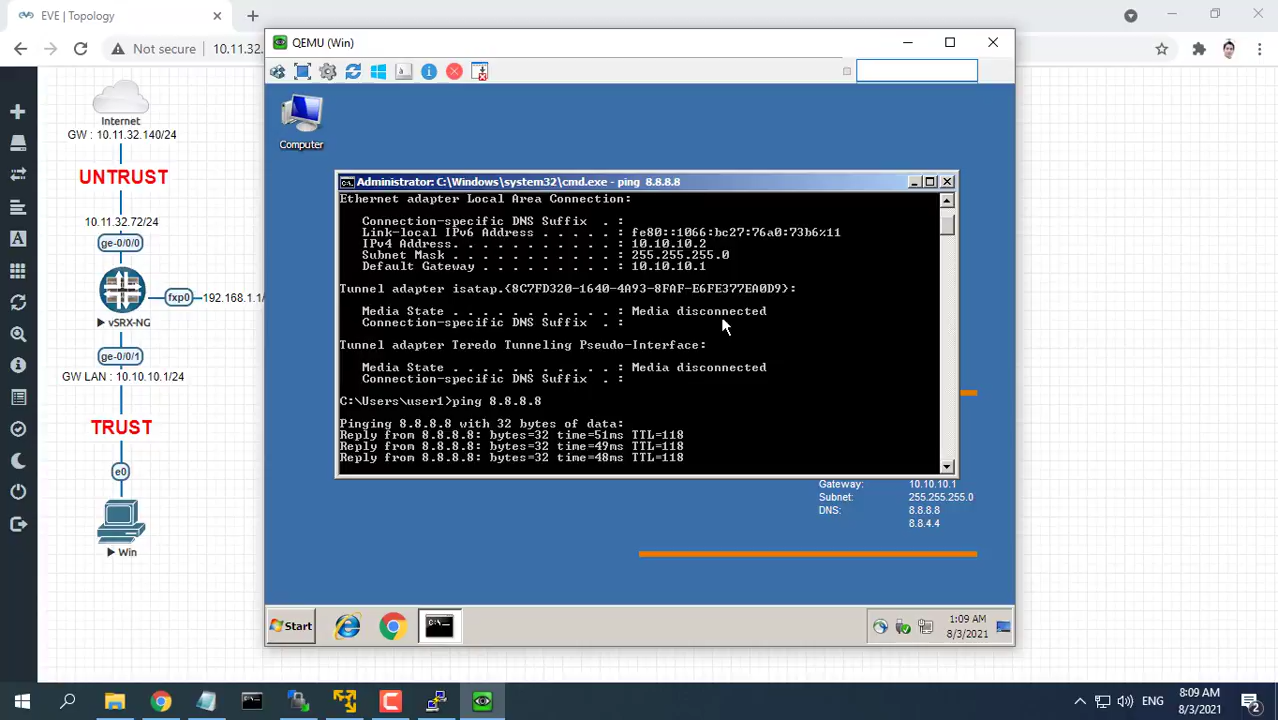 EVE | Topology
Not secure
10.11.32.
QEMU (Win)
Internet
GW : 10.11.32.140/24
UNTRUST
10.11.32.72/24
ge-0/0/0
fxp0
192.168.1.1/
vSRX-NG
ge-0/0/1
GW LAN : 10.10.10.1/24
TRUST
e0
Win
Computer
Administrator: C:\Windows\system32\cmd.exe - ping 8.8.8.8
Ethernet adapter Local Area Connection:
Connection-specific DNS Suffix . :
Link-local IPv6 Address . . . . . : fe80::1066:bc27:76a0:73b6%11
IPv4 Address. . . . . . . . . . . : 10.10.10.2
Subnet Mask . . . . . . . . . . . : 255.255.255.0
Default Gateway . . . . . . . . . : 10.10.10.1
Tunnel adapter isatap.{8C7FD320-1640-4A93-8FAF-E6FE377EA0D9}:
Media State . . . . . . . . . . . : Media disconnected
Connection-specific DNS Suffix . :
Tunnel adapter Teredo Tunneling Pseudo-Interface:
Media State . . . . . . . . . . . : Media disconnected
Connection-specific DNS Suffix . :
C:\Users\user1>ping 8.8.8.8
Pinging 8.8.8.8 with 32 bytes of data:
Reply from 8.8.8.8: bytes=32 time=51ms TTL=118
Reply from 8.8.8.8: bytes=32 time=49ms TTL=118
Reply from 8.8.8.8: bytes=32 time=48ms TTL=118
Gateway: 10.10.10.1
Subnet: 255.255.255.0
DNS: 8.8.8.8
8.8.4.4
Start
1:09 AM
8/3/2021
ENG
8:09 AM
8/3/2021
2